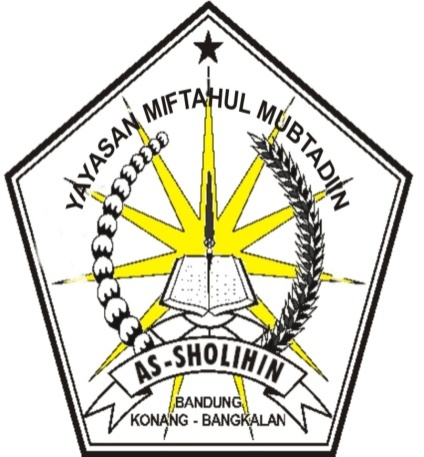 YAYASAN MIFTAHUL MUBTADIIN
AS-SHOLIHIN
BANDUNG
KONANG - BANGKALAN